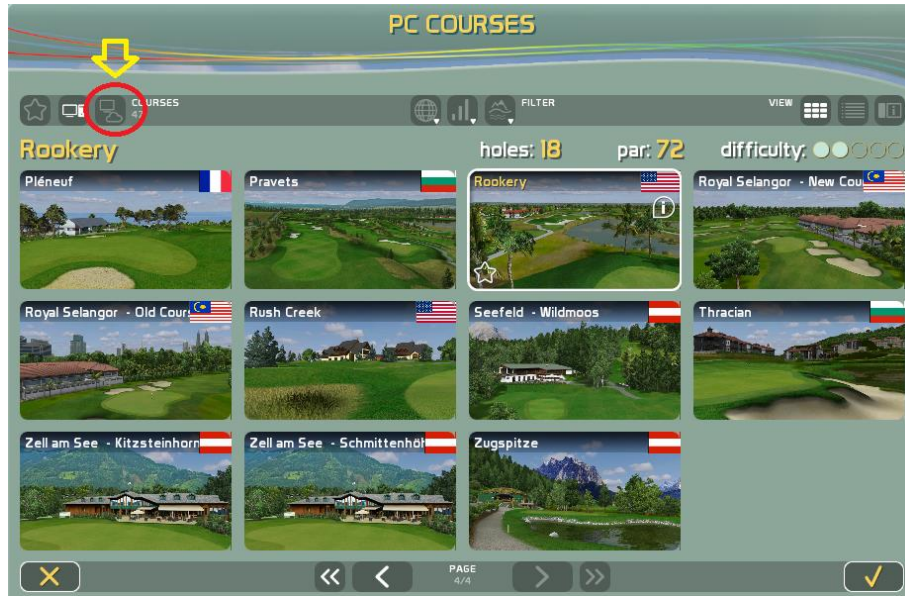 PC COURSES
COURSES
FILTER
VIEW
Rookery
holes: 18
par: 72
difficulty:
Pléneuf
Pravets
Rookery
Royal Selangor - New Cou
Royal Selangor - Old Cour
Rush Creek
Seefeld - Wildmoos
Thracian
Zell am See - Kitzsteinhorn
Zell am See - Schmittenhöh
Zugspitze
PAGE
4/4